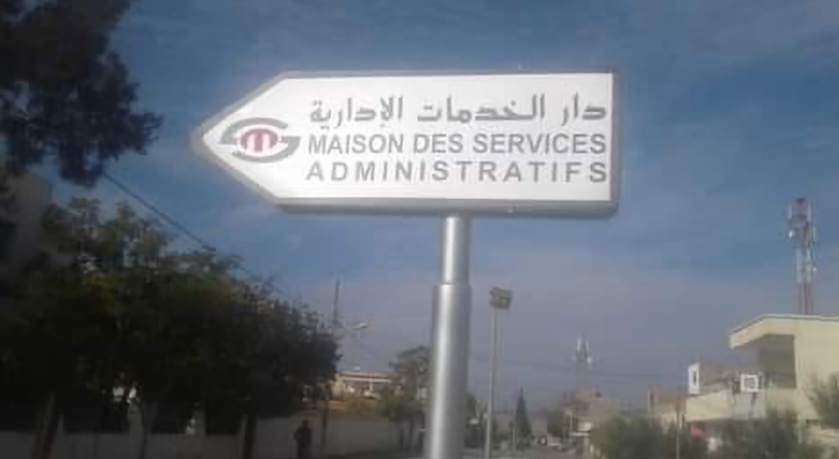 دار الخدمات الإدارية
MAISON DES SERVICES
ADMINISTRATIFS